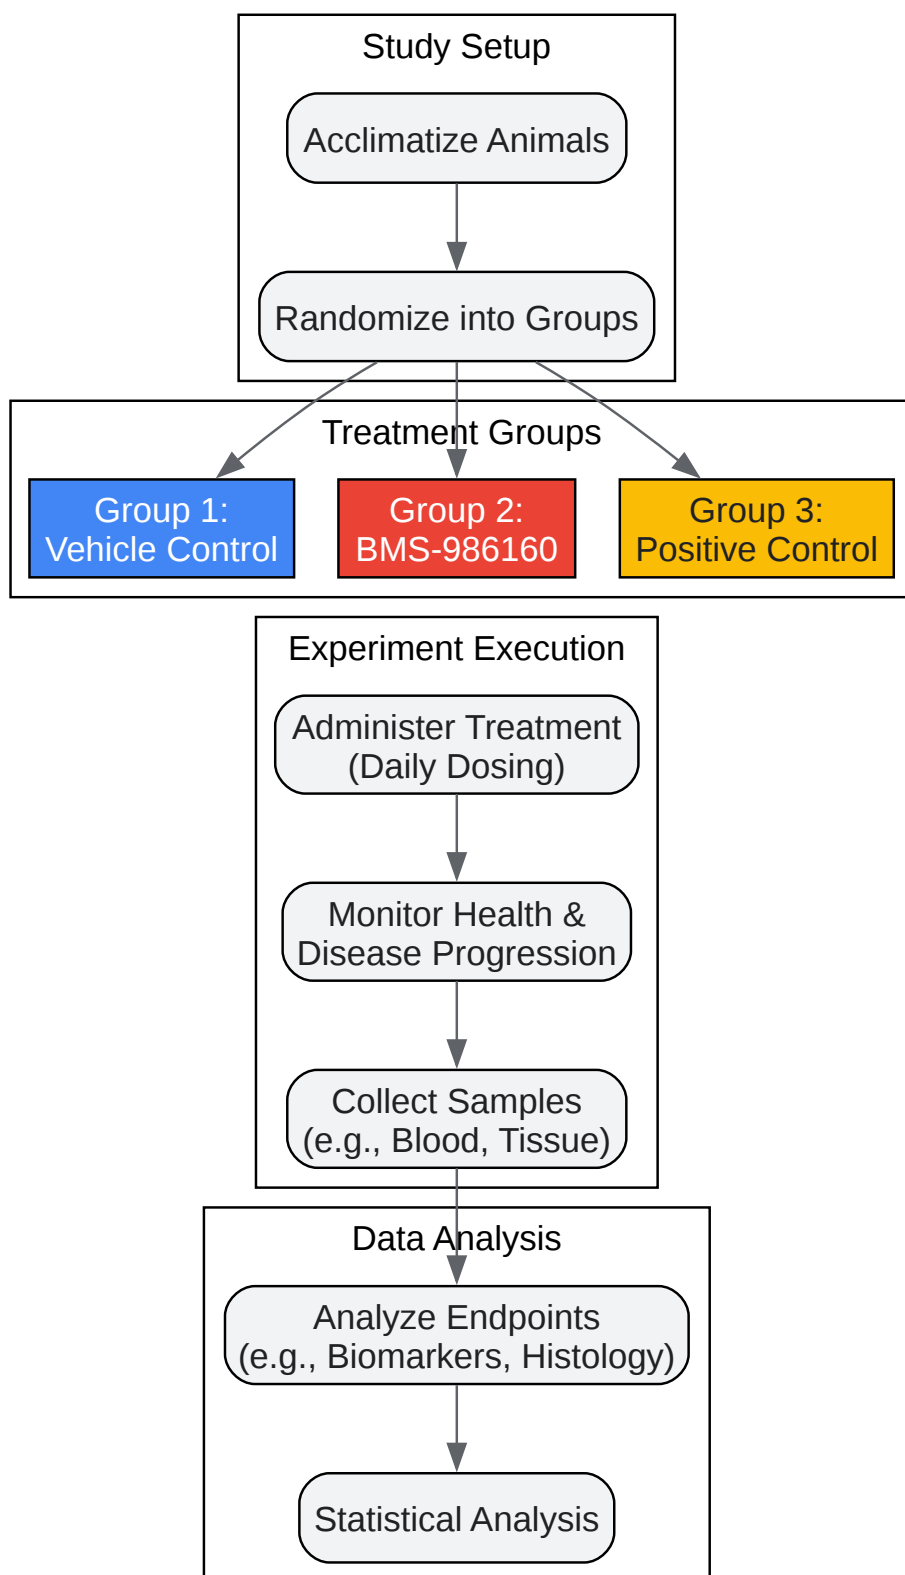 Study Setup
Acclimatize Animals
Randomize into Groups
Treatment Groups
Group 1:
Vehicle Control
Group 2:
BMS-986160
Group 3:
Positive Control
Experiment Execution
Administer Treatment
(Daily Dosing)
Monitor Health &
Disease Progression
Collect Samples
(e.g., Blood, Tissue)
Data Analysis
Analyze Endpoints
(e.g., Biomarkers, Histology)
Statistical Analysis